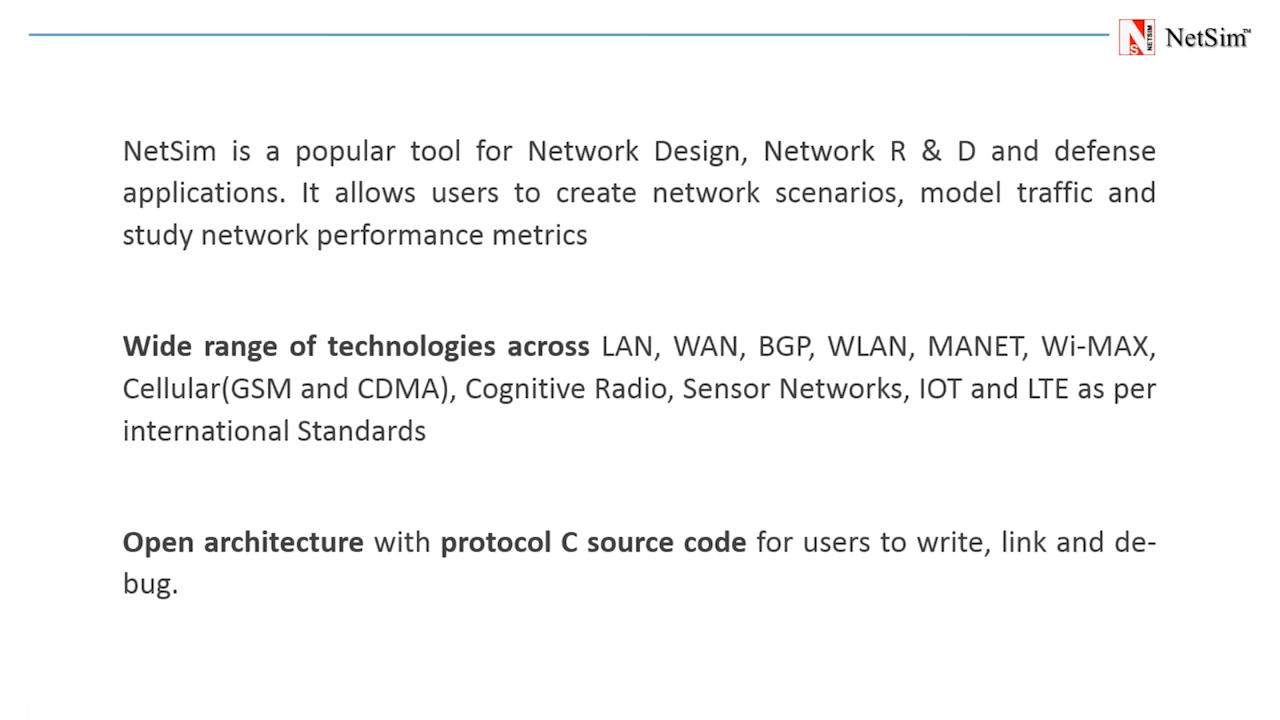 NetSim™
NetSim is a popular tool for Network Design, Network R & D and defense
applications. It allows users to create network scenarios, model traffic and
study network performance metrics
Wide range of technologies across LAN, WAN, BGP, WLAN, MANET, Wi-MAX,
Cellular(GSM and CDMA), Cognitive Radio, Sensor Networks, IOT and LTE as per
international Standards
Open architecture with protocol C source code for users to write, link and de-
bug.